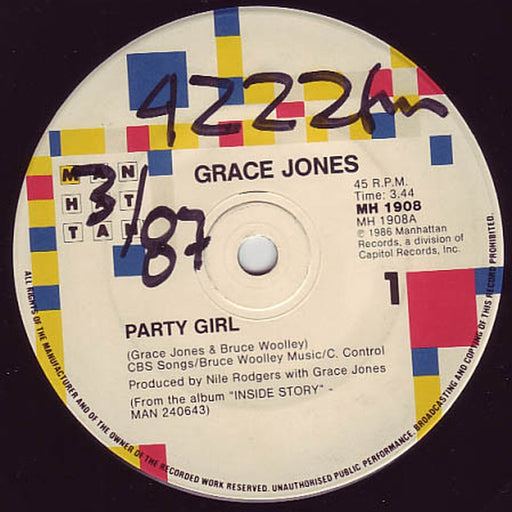 4222fm
3/87
MAN
HAT
TAN
GRACE JONES
45 R.P.M.
Time: 3.44
MH 1908
MH 1908A
℗ 1986 Manhattan
Records, a division of
Capitol Records, Inc.
1
PARTY GIRL
(Grace Jones & Bruce Woolley)
CBS Songs/Bruce Woolley Music/C. Control
Produced by Nile Rodgers with Grace Jones
(From the album "INSIDE STORY" -
MAN 240643)
ALL RIGHTS OF THE MANUFACTURER AND OF THE OWNER OF THE RECORDED WORK RESERVED. UNAUTHORISED PUBLIC PERFORMANCE, BROADCASTING AND COPYING OF THIS RECORD PROHIBITED.